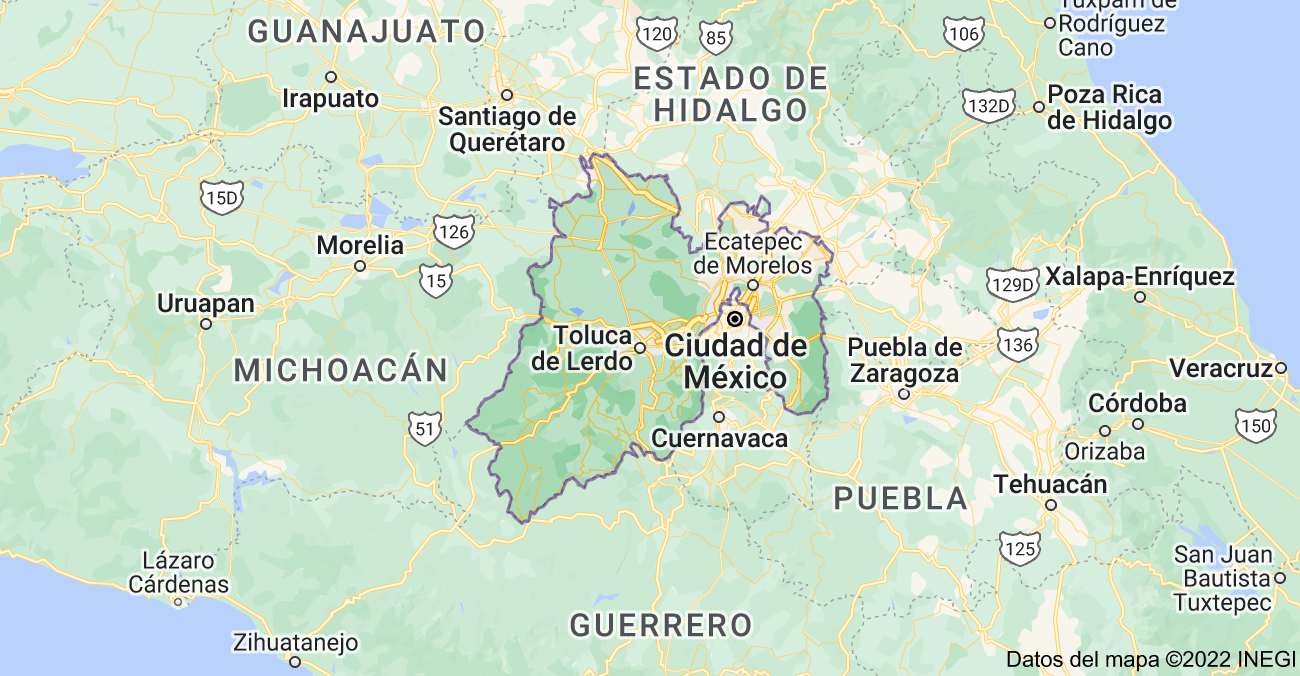 Tuxpam de
Rodríguez
Cano
GUANAJUATO
120
85
106
ESTADO DE
HIDALGO
Irapuato
Santiago de
Querétaro
132D
Poza Rica
de Hidalgo
15D
126
Morelia
Ecatepec
de Morelos
15
129D
Xalapa-Enríquez
Uruapan
Toluca
de Lerdo
Ciudad de
México
Puebla de
Zaragoza
136
MICHOACÁN
Veracruz
51
Cuernavaca
Córdoba
150
Orizaba
PUEBLA
Tehuacán
125
Lázaro
Cárdenas
San Juan
Bautista
Tuxtepec
GUERRERO
Zihuatanejo
Datos del mapa ©2022 INEGI